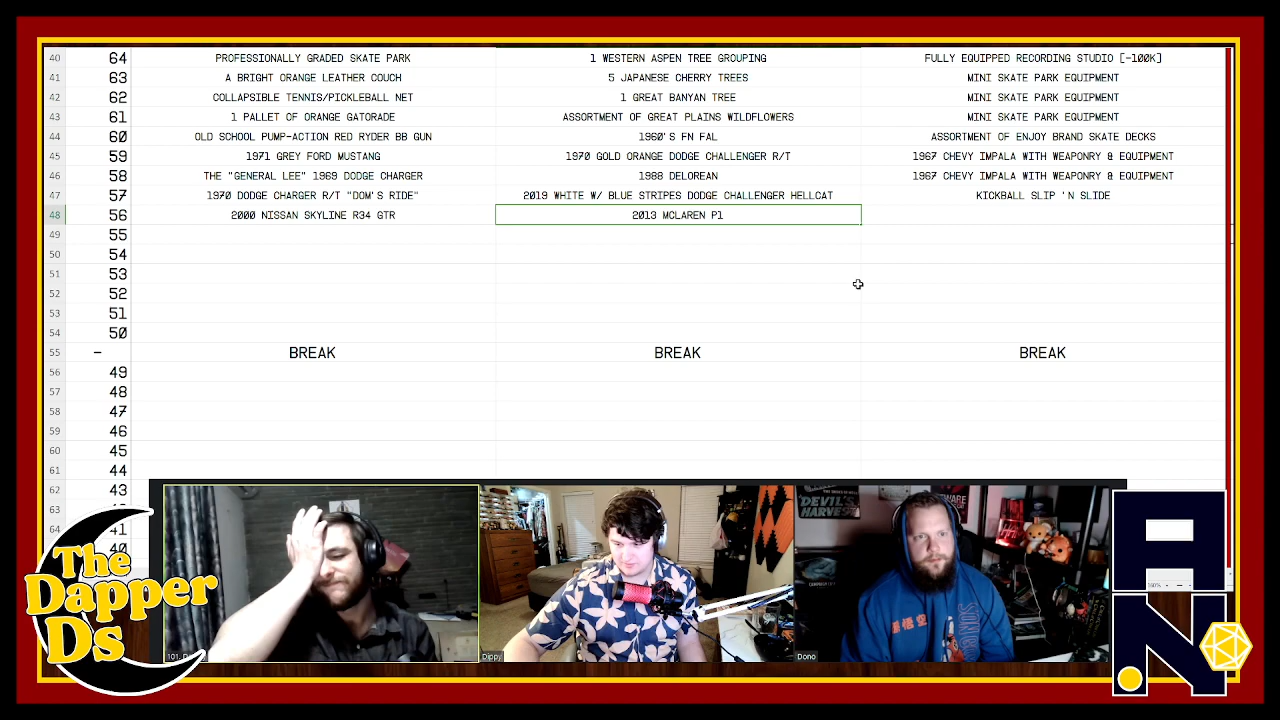 40 64 PROFESSIONALLY GRADED SKATE PARK 1 WESTERN ASPEN TREE GROUPING FULLY EQUIPPED RECORDING STUDIO [-100K]
41 63 A BRIGHT ORANGE LEATHER COUCH 5 JAPANESE CHERRY TREES MINI SKATE PARK EQUIPMENT
42 62 COLLAPSIBLE TENNIS/PICKLEBALL NET 1 GREAT BANYAN TREE MINI SKATE PARK EQUIPMENT
43 61 1 PALLET OF ORANGE GATORADE ASSORTMENT OF GREAT PLAINS WILDFLOWERS MINI SKATE PARK EQUIPMENT
44 60 OLD SCHOOL PUMP-ACTION RED RYDER BB GUN 1960'S FN FAL ASSORTMENT OF ENJOY BRAND SKATE DECKS
45 59 1971 GREY FORD MUSTANG 1970 GOLD ORANGE DODGE CHALLENGER R/T 1967 CHEVY IMPALA WITH WEAPONRY & EQUIPMENT
46 58 THE "GENERAL LEE" 1969 DODGE CHARGER 1988 DELOREAN 1967 CHEVY IMPALA WITH WEAPONRY & EQUIPMENT
47 57 1970 DODGE CHARGER R/T "DOM'S RIDE" 2019 WHITE W/ BLUE STRIPES DODGE CHALLENGER HELLCAT KICKBALL SLIP 'N SLIDE
48 56 2000 NISSAN SKYLINE R34 GTR 2013 MCLAREN P1
49 55
50 54
51 53
52 52
53 51
54 50
55 - BREAK BREAK BREAK
56 49
57 48
58 47
59 46
60 45
61 44
62 43
63
64 41
40
DEVIL'S
HARVEST
Dippy
Dono
The
Dapper
Ds
A
N
160%